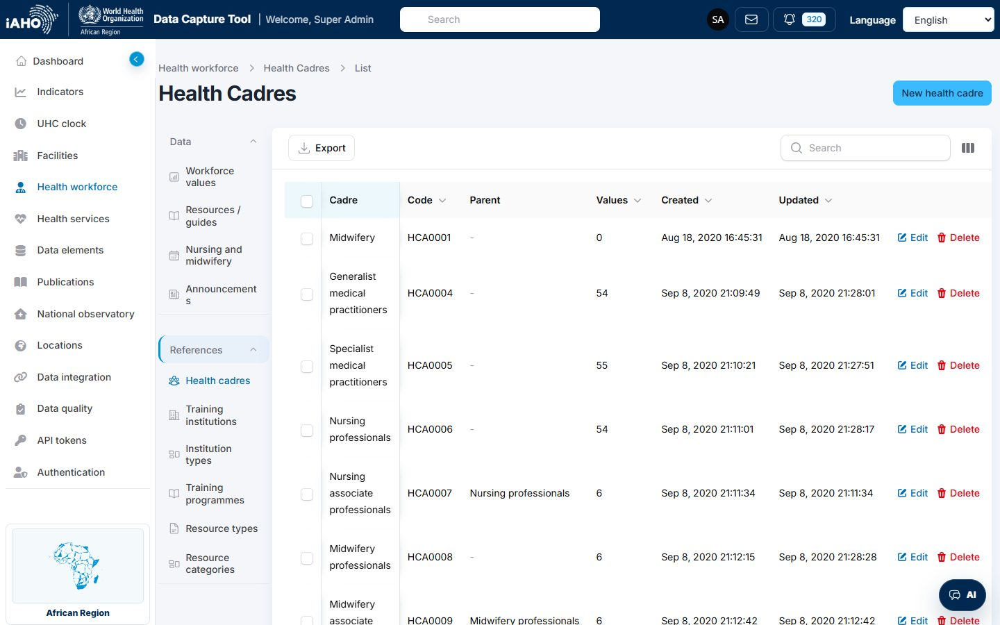 iAHO
World Health
Organization
African Region
Data Capture Tool
Welcome, Super Admin
Search
SA
320
Language
English
Dashboard
Indicators
UHC clock
Facilities
Health workforce
Health services
Data elements
Publications
National observatory
Locations
Data integration
Data quality
API tokens
Authentication
African Region
Health workforce
Health Cadres
List
Health Cadres
New health cadre
Data
Workforce
values
Resources /
guides
Nursing and
midwifery
Announcement
s
References
Health cadres
Training
institutions
Institution
types
Training
programmes
Resource types
Resource
categories
Export
Search
Cadre Code Parent Values Created Updated
Midwifery HCA0001 - 0 Aug 18, 2020 16:45:31 Aug 18, 2020 16:45:31 Edit Delete
Generalist
medical
practitioners
HCA0004 - 54 Sep 8, 2020 21:09:49 Sep 8, 2020 21:28:01 Edit Delete
Specialist
medical
practitioners
HCA0005 - 55 Sep 8, 2020 21:10:21 Sep 8, 2020 21:27:51 Edit Delete
Nursing
professionals
HCA0006 - 54 Sep 8, 2020 21:11:01 Sep 8, 2020 21:28:17 Edit Delete
Nursing
associate
professionals
HCA0007 Nursing professionals 6 Sep 8, 2020 21:11:34 Sep 8, 2020 21:11:34 Edit Delete
Midwifery
professionals
HCA0008 - 6 Sep 8, 2020 21:12:15 Sep 8, 2020 21:28:28 Edit Delete
Midwifery
associate
HCA0009 Midwifery professionals 6 Sep 8, 2020 21:12:42 Sep 8, 2020 21:12:42 Edit Delete
AI